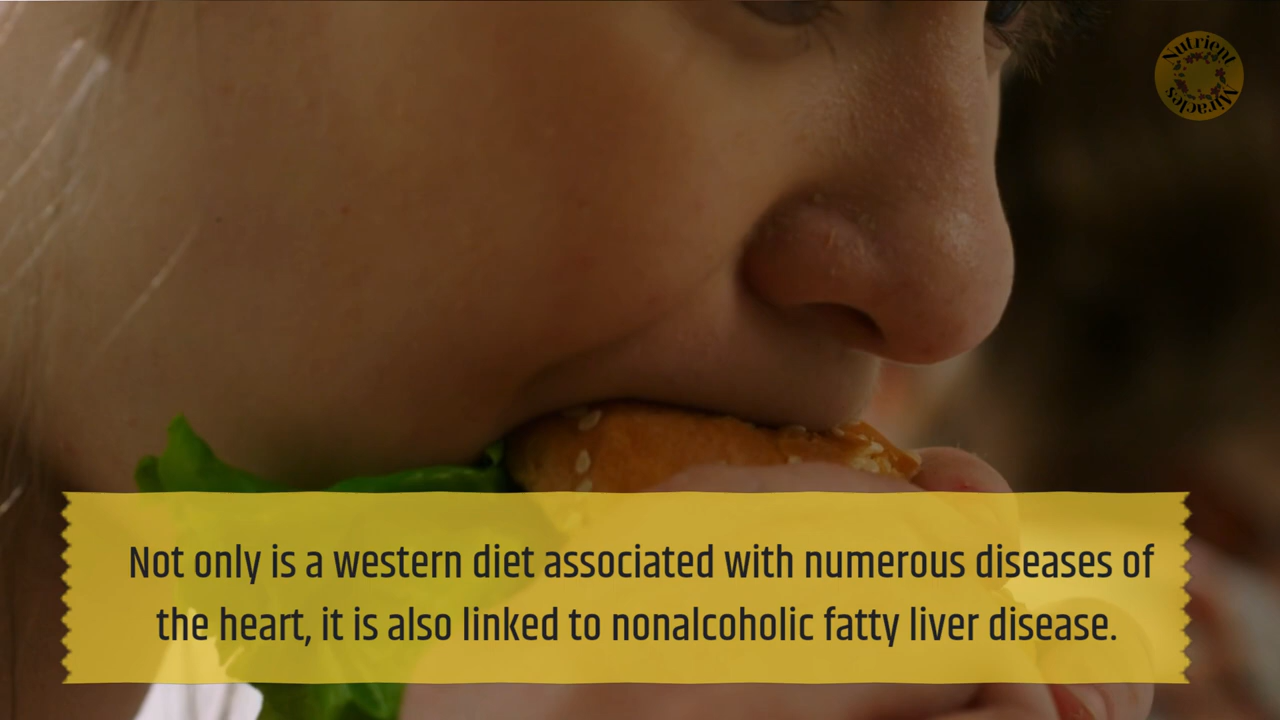 Nutrient
Miracles
Not only is a western diet associated with numerous diseases of
the heart, it is also linked to nonalcoholic fatty liver disease.